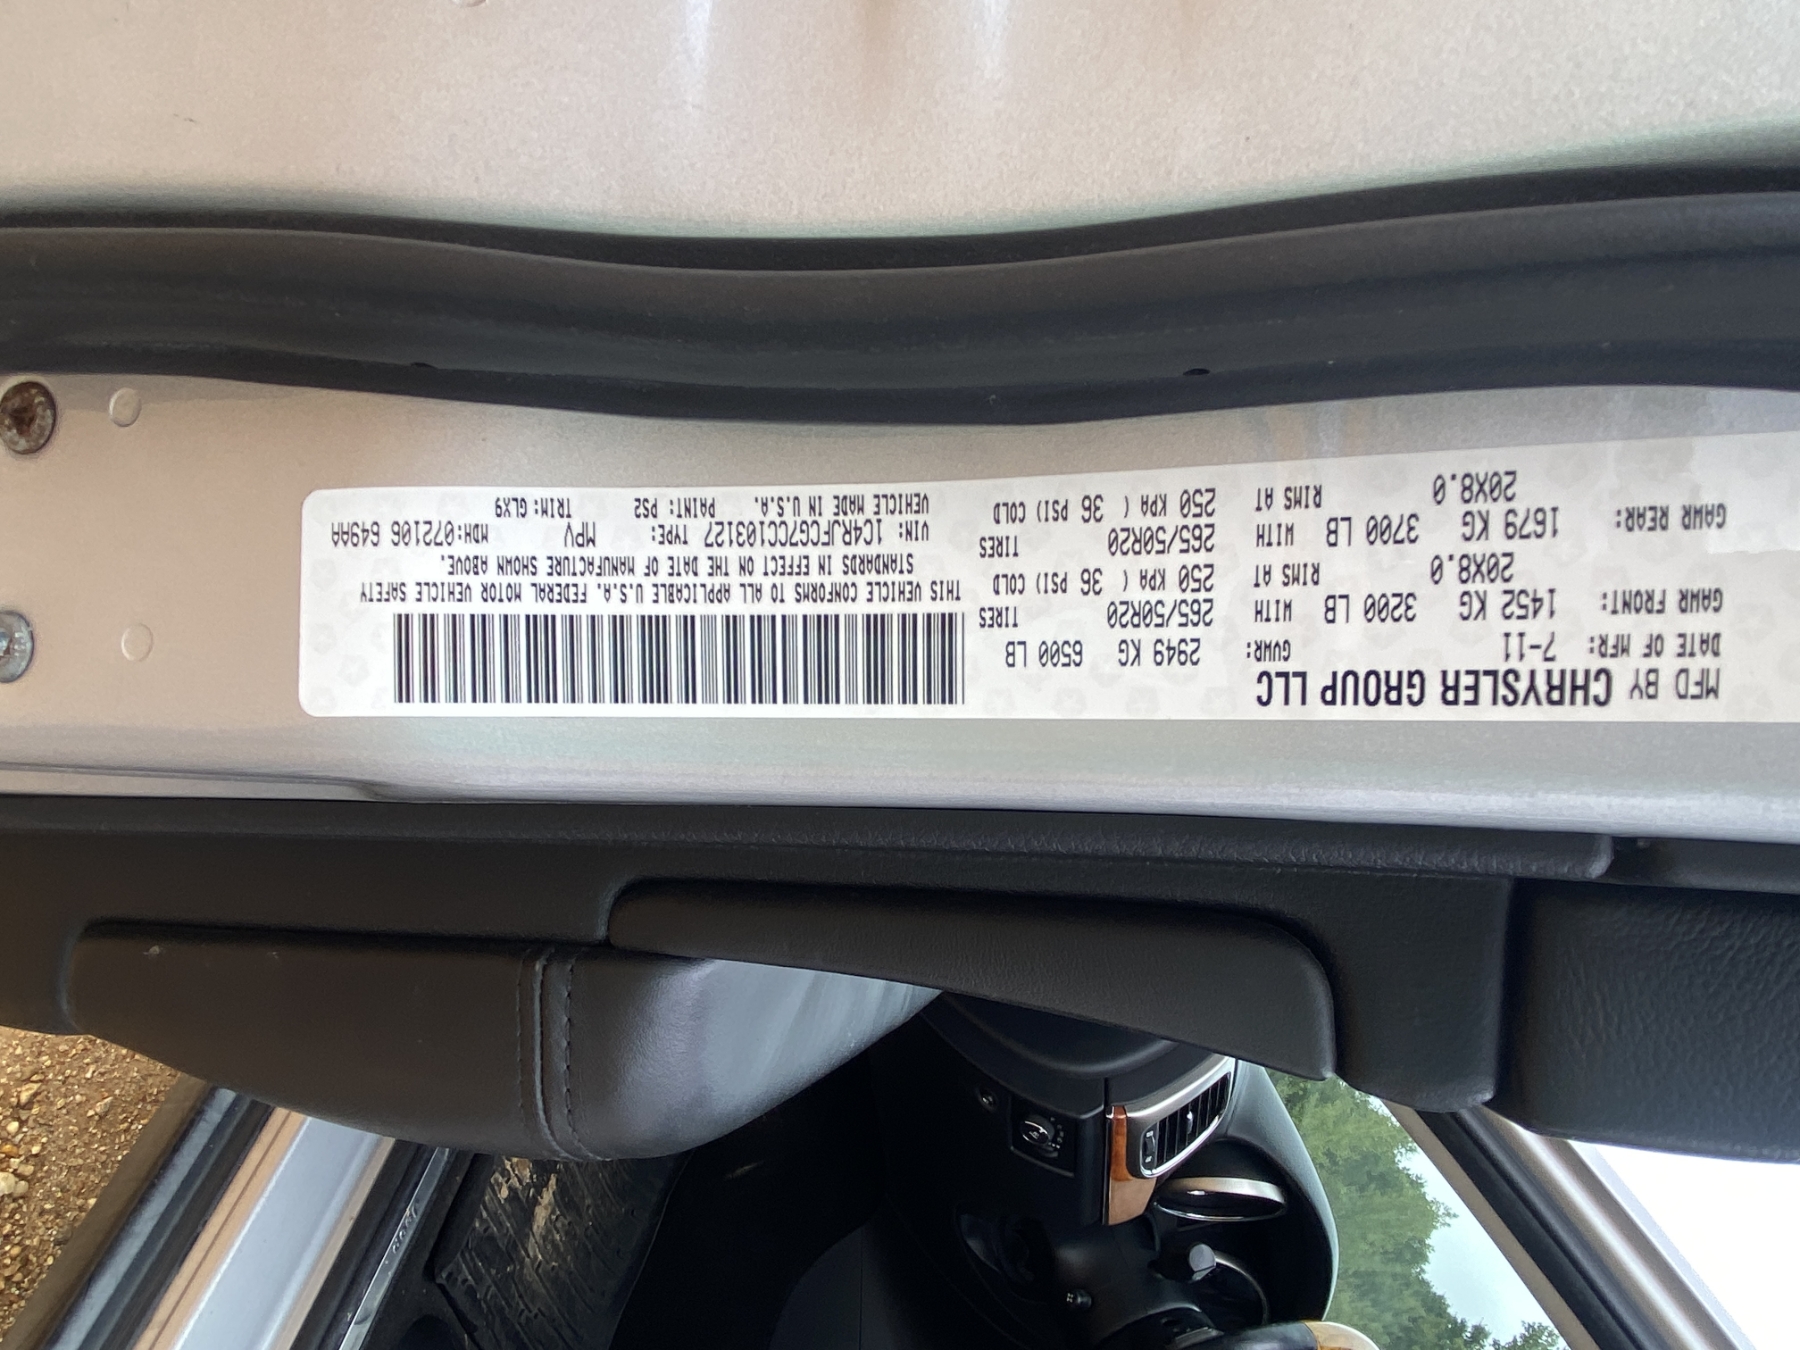 MFD BY CHRYSLER GROUP LLC
DATE OF MFR: 7-11 GVWR: 2949 KG 6500 LB
GAWR FRONT: 1452 KG 3200 LB WITH 265/50R20 TIRES
20X8.0 RIMS AT 250 KPA ( 36 PSI) COLD
GAWR REAR: 1679 KG 3700 LB WITH 265/50R20 TIRES
20X8.0 RIMS AT 250 KPA ( 36 PSI) COLD
THIS VEHICLE CONFORMS TO ALL APPLICABLE U.S.A. FEDERAL MOTOR VEHICLE SAFETY
STANDARDS IN EFFECT ON THE DATE OF MANUFACTURE SHOWN ABOVE.
VIN: 1C4RJFCG7CC103127 TYPE: MPV MDH:072106 649AA
VEHICLE MADE IN U.S.A. PAINT: PS2 TRIM: GLX9